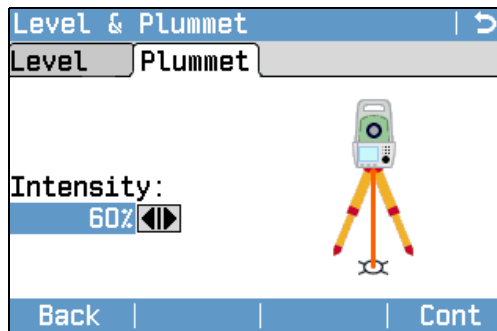 Level & Plummet
Level Plummet
Intensity:
60%
Back Cont